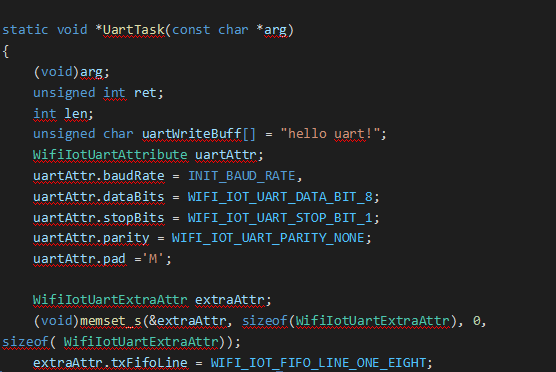 static void *UartTask(const char *arg)
{
(void)arg;
unsigned int ret;
int len;
unsigned char uartWriteBuff[] = "hello uart!";
WifiIotUartAttribute uartAttr;
uartAttr.baudRate = INIT_BAUD_RATE,
uartAttr.dataBits = WIFI_IOT_UART_DATA_BIT_8;
uartAttr.stopBits = WIFI_IOT_UART_STOP_BIT_1;
uartAttr.parity = WIFI_IOT_UART_PARITY_NONE;
uartAttr.pad ='M';
WifiIotUartExtraAttr extraAttr;
(void)memset_s(&extraAttr, sizeof(WifiIotUartExtraAttr), 0,
sizeof( WifiIotUartExtraAttr));
extraAttr.txFifoLine = WIFI_IOT_FIFO_LINE_ONE_EIGHT;